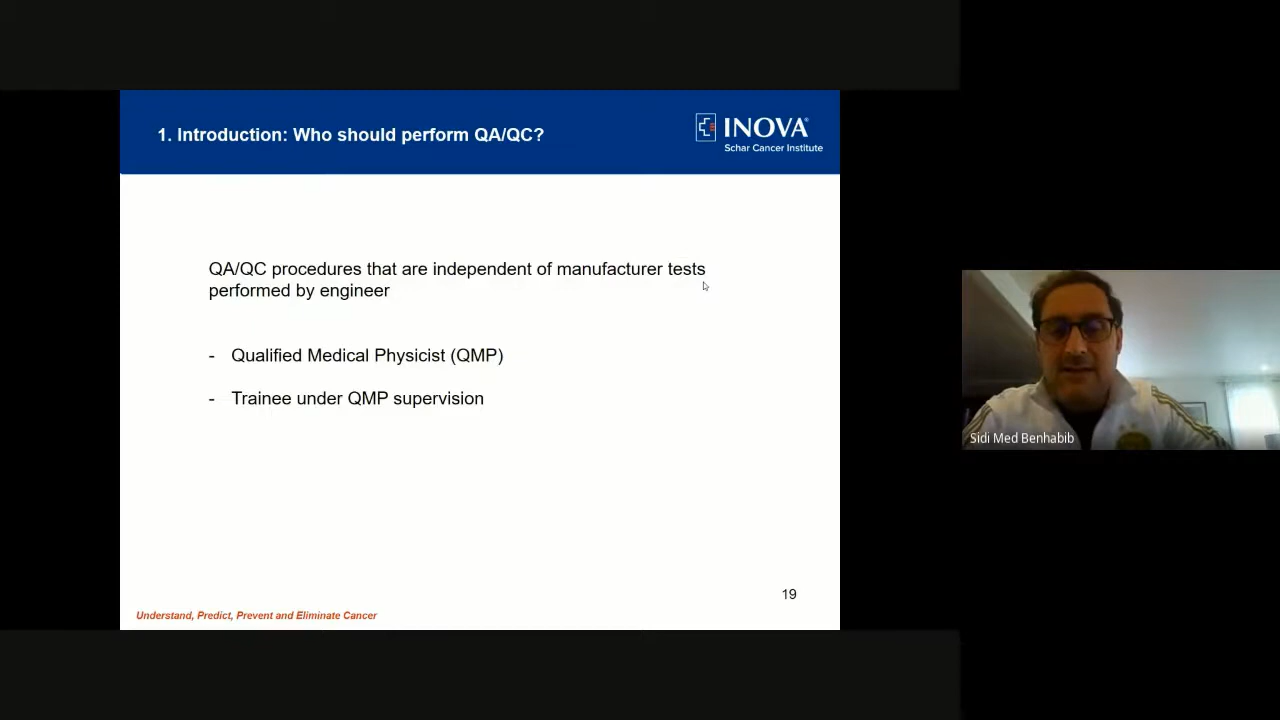 1. Introduction: Who should perform QA/QC?
INOVA®
Schar Cancer Institute
QA/QC procedures that are independent of manufacturer tests
performed by engineer
- Qualified Medical Physicist (QMP)
- Trainee under QMP supervision
19
Understand, Predict, Prevent and Eliminate Cancer
Sidi Med Benhabib